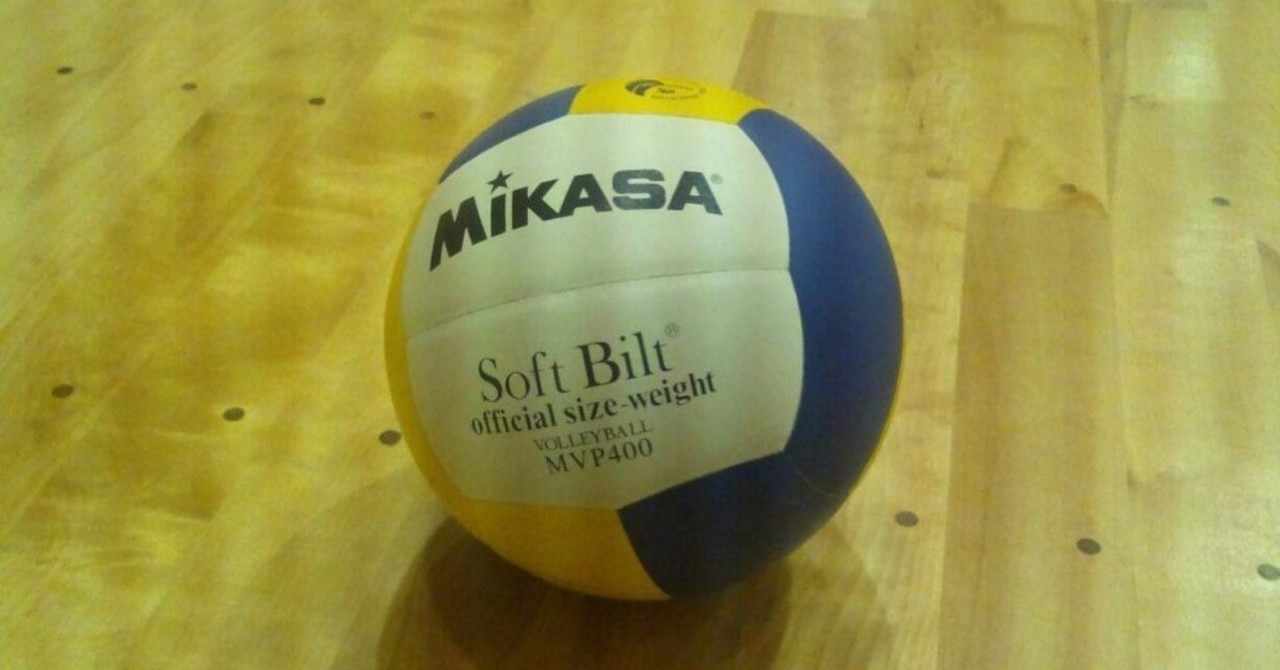 MiKASA®
Soft Bilt®
official size-weight
VOLLEYBALL
MVP400